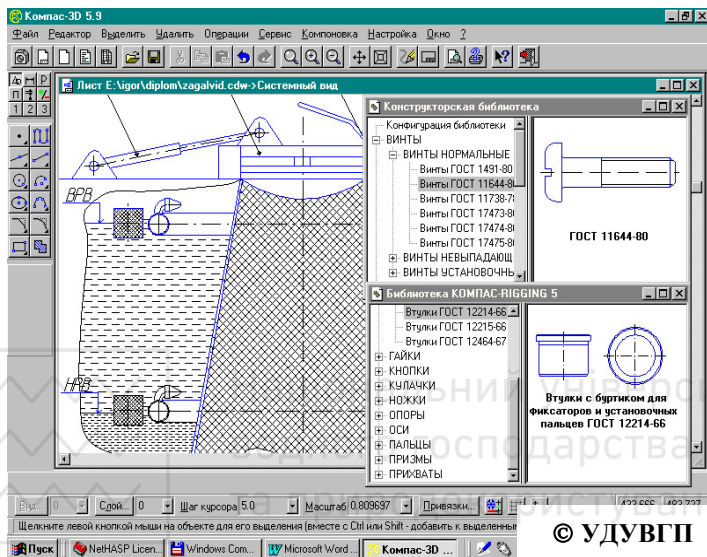 Компас-3D 5.9
Файл Редактор Выделить Удалить Операции Сервис Компоновка Настройка Окно ?
Лист E:\igor\diplom\zagalvid.cdw->Системный вид
1 2 3
ВРВ
НРВ
Конструкторская библиотека
Конфигурация библиотеки
ВИНТЫ
ВИНТЫ НОРМАЛЬНЫЕ
Винты ГОСТ 1491-80
Винты ГОСТ 11644-8
Винты ГОСТ 11738-7
Винты ГОСТ 17473-8
Винты ГОСТ 17474-8
Винты ГОСТ 17475-8
ВИНТЫ НЕВЫПАДАЮЩ
ВИНТЫ УСТАНОВОЧНЫ
ГОСТ 11644-80
Библиотека КОМПАС-RIGGING 5
Втулки ГОСТ 12214-66
Втулки ГОСТ 12215-66
Втулки ГОСТ 12464-67
ГАЙКИ
КНОПКИ
КУЛАЧКИ
НОЖКИ
ОПОРЫ
ОСИ
ПАЛЬЦЫ
ПРИЗМЫ
ПРИХВАТЫ
Втулки с буртиком для
фиксаторов и установочных
пальцев ГОСТ 12214-66
Вид... 0 Слой... 0 Шаг курсора 5.0 Масштаб 0.809697 Привязки...
Щелкните левой кнопкой мыши на объекте для его выделения (вместе с Ctrl или Shift - добавить к выделенным
Пуск NetHASP Licen... Windows Com... Microsoft Word ... Компас-3D ...
© УДУВГП